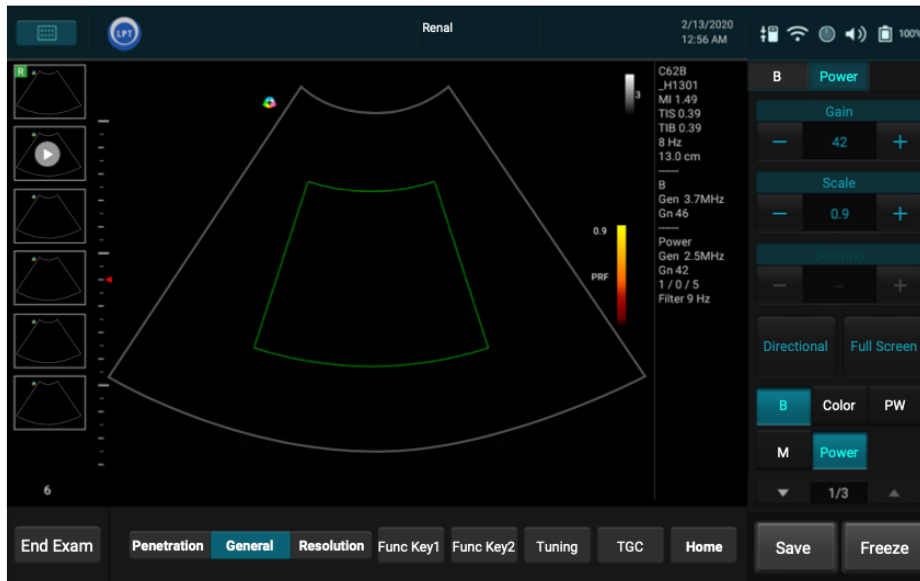 LPT
Renal
2/13/2020
12:56 AM
100%
R
6
3
0.9
PRF
C62B
_H1301
MI 1.49
TIS 0.39
TIB 0.39
8 Hz
13.0 cm
------
B
Gen 3.7MHz
Gn 46
------
Power
Gen 2.5MHz
Gn 42
1 / 0 / 5
Filter 9 Hz
B Power
Gain
− 42 +
Scale
− 0.9 +
Steering
− -- +
Directional Full Screen
B Color PW
M Power
1/3
End Exam Penetration General Resolution Func Key1 Func Key2 Tuning TGC Home Save Freeze